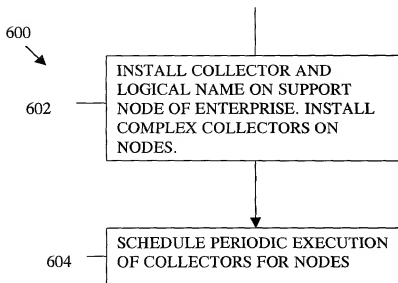 600
602
INSTALL COLLECTOR AND
LOGICAL NAME ON SUPPORT
NODE OF ENTERPRISE. INSTALL
COMPLEX COLLECTORS ON
NODES.
604
SCHEDULE PERIODIC EXECUTION
OF COLLECTORS FOR NODES